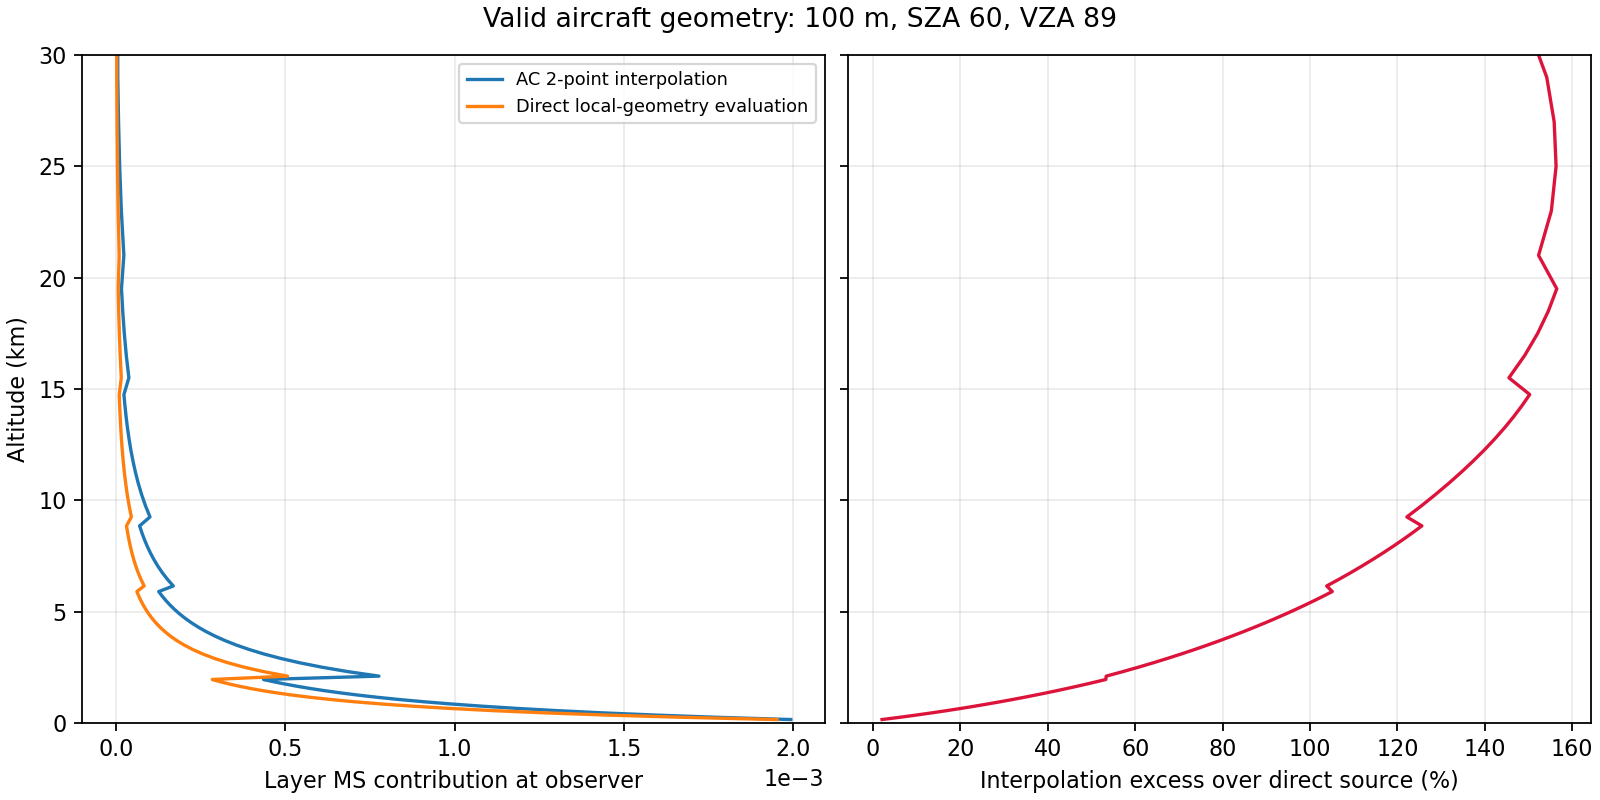 Valid aircraft geometry: 100 m, SZA 60, VZA 89
AC 2-point interpolation
Direct local-geometry evaluation
Altitude (km)
30
25
20
15
10
5
0
0.0 0.5 1.0 1.5 2.0
1e−3
Layer MS contribution at observer
0 20 40 60 80 100 120 140 160
Interpolation excess over direct source (%)